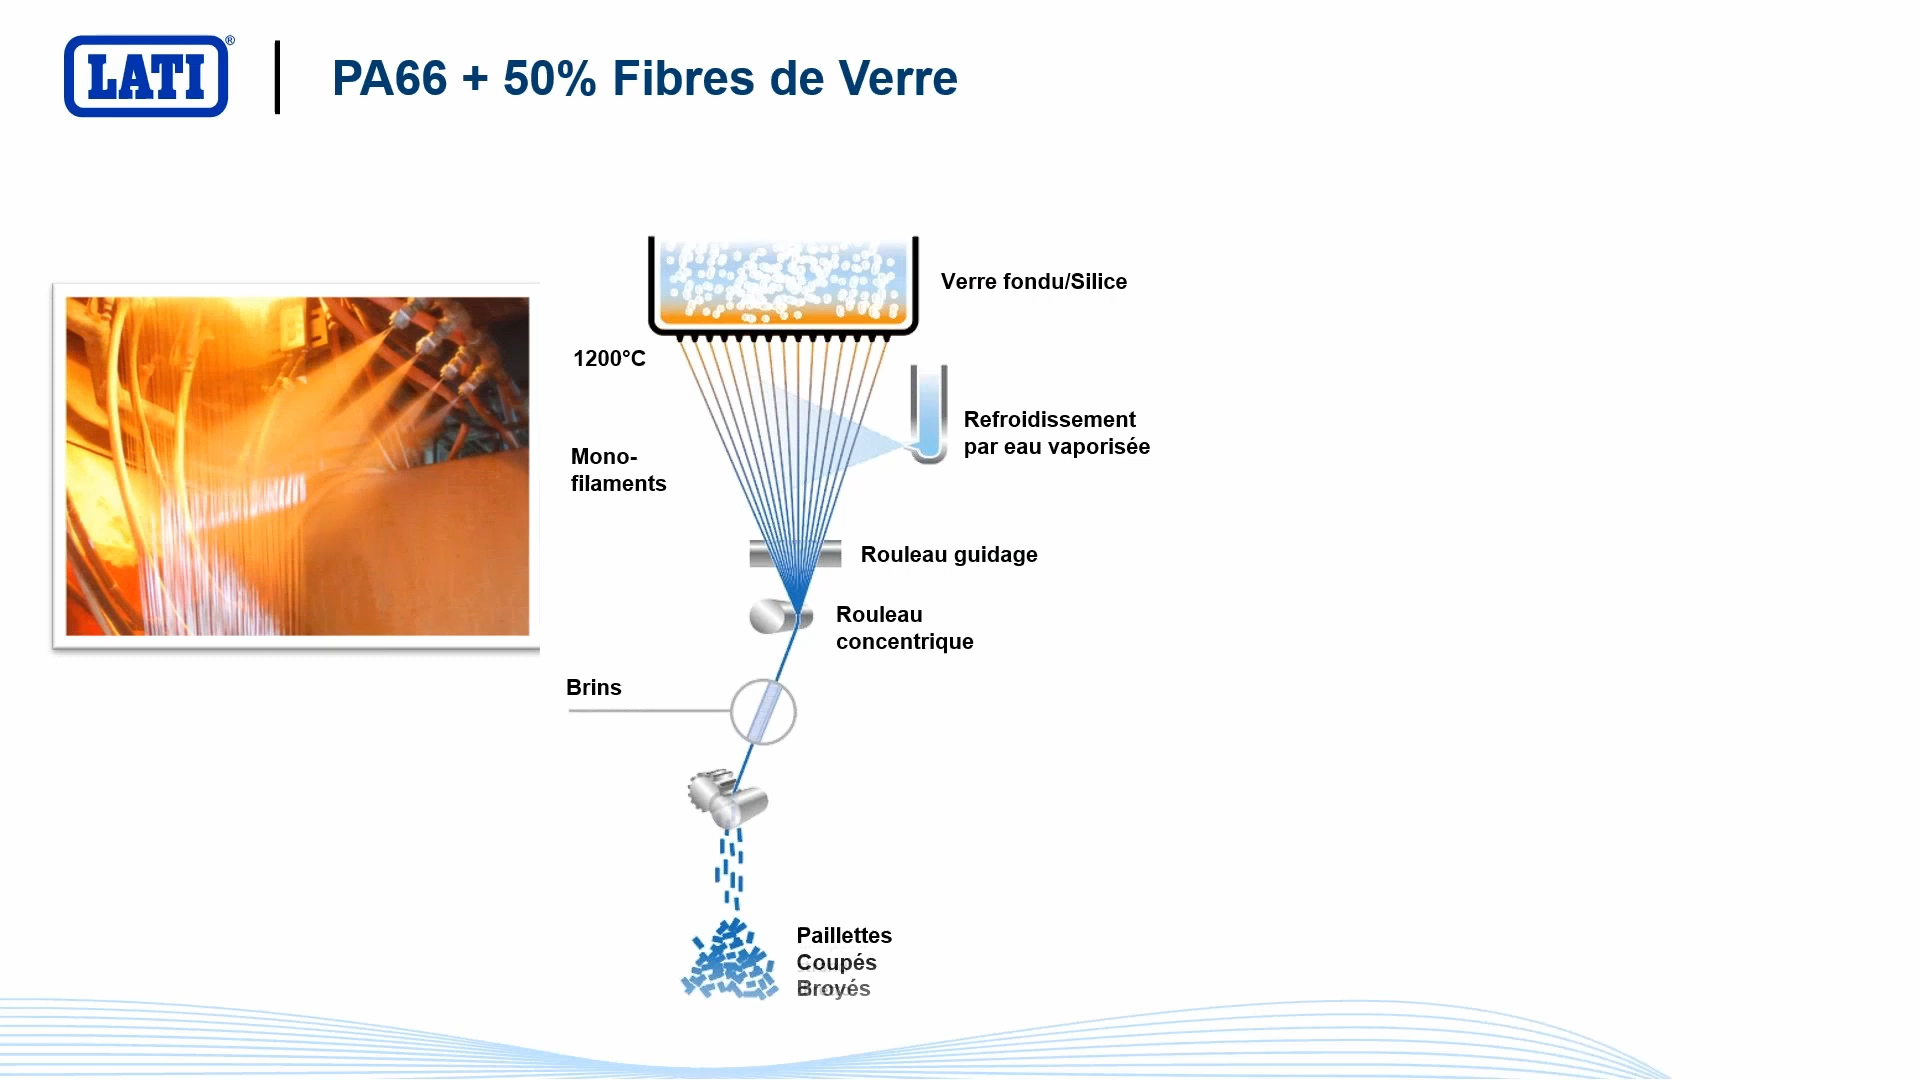 LATI®
PA66 + 50% Fibres de Verre
Verre fondu/Silice
1200°C
Refroidissement
par eau vaporisée
Mono-
filaments
Rouleau guidage
Rouleau
concentrique
Brins
Paillettes
Coupés
Broyés